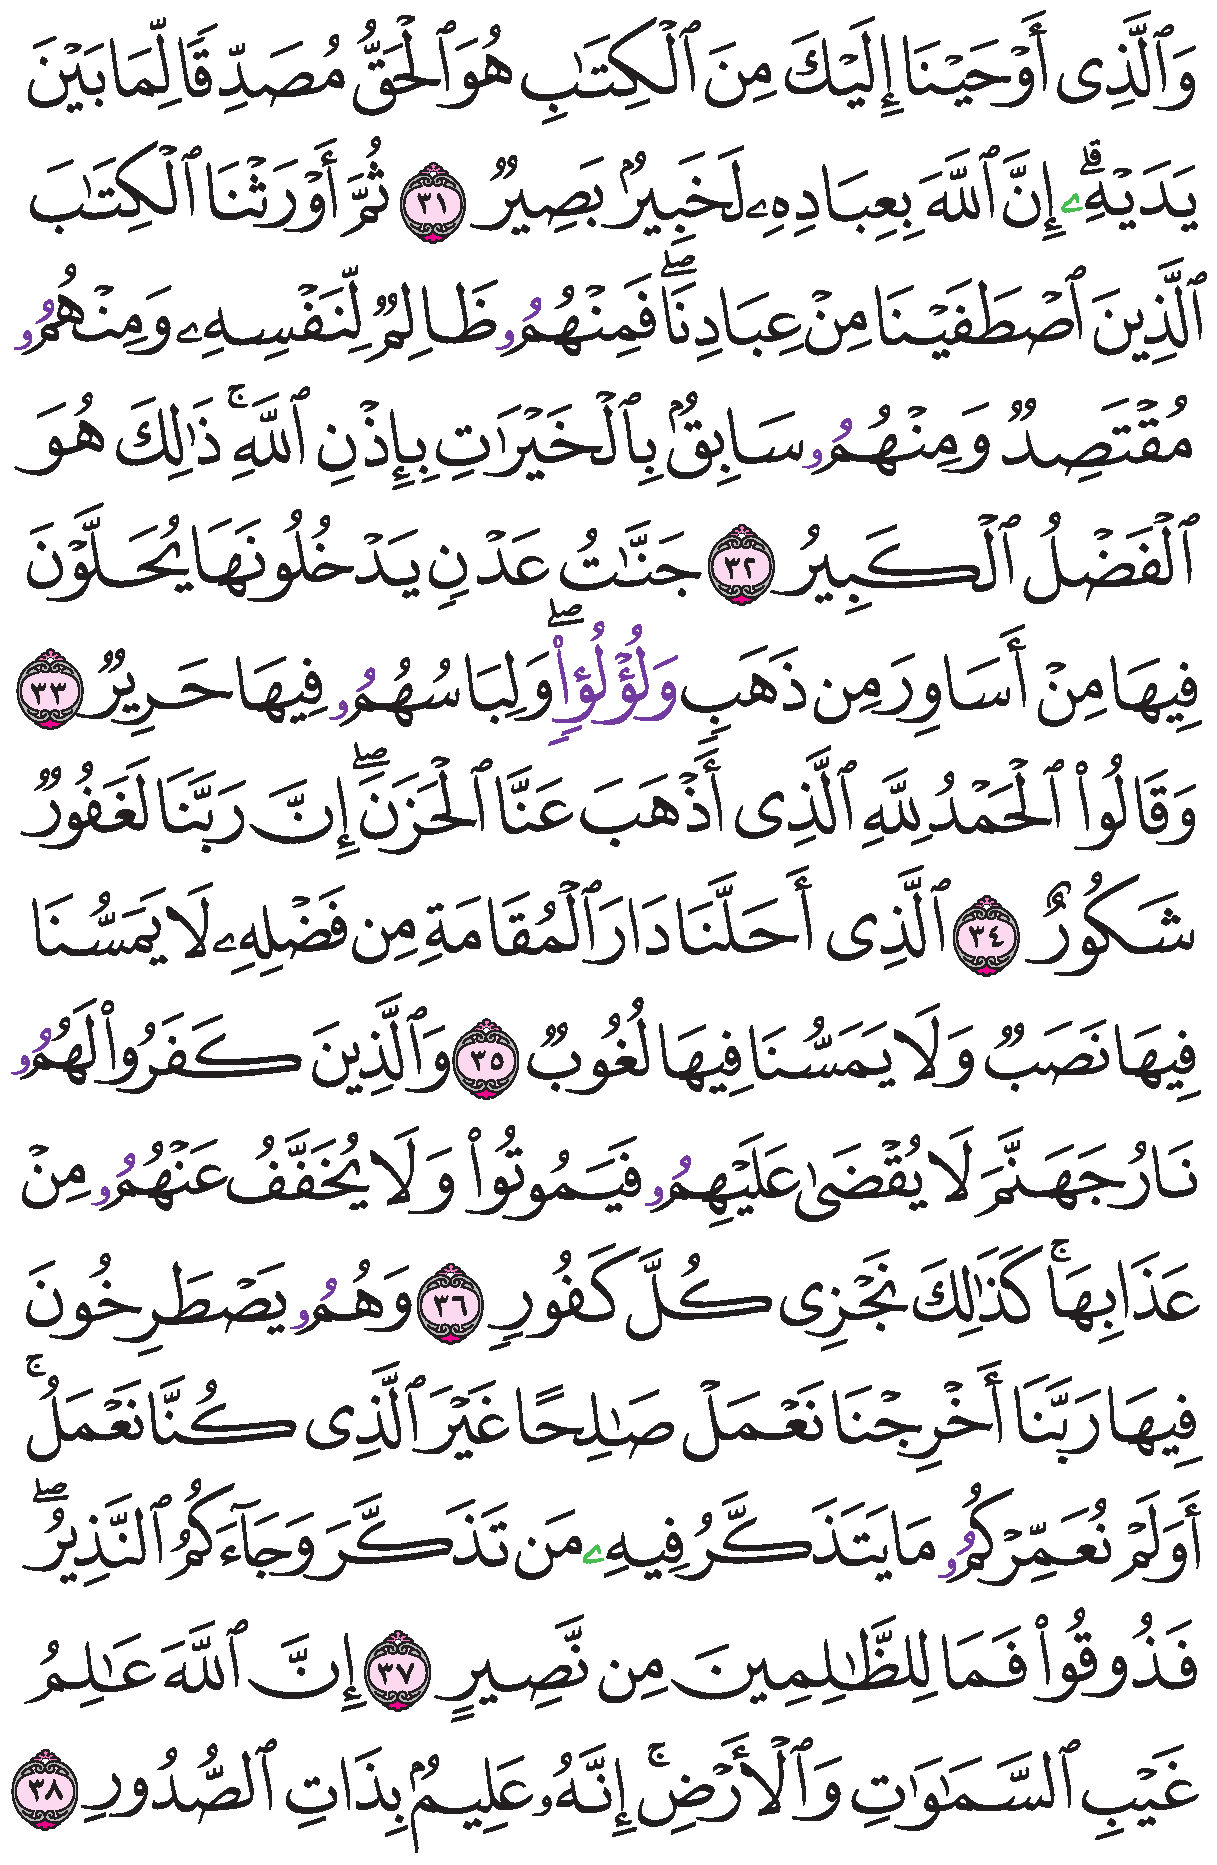 وَٱلَّذِىٓ أَوۡحَيۡنَآ إِلَيۡكَ مِنَ ٱلۡكِتَٰبِ هُوَ ٱلۡحَقُّ مُصَدِّقٗا لِّمَا بَيۡنَ
يَدَيۡهِۦۗ إِنَّ ٱللَّهَ بِعِبَادِهِۦ لَخَبِيرُۢ بَصِيرٞ ٣١ ثُمَّ أَوۡرَثۡنَا ٱلۡكِتَٰبَ
ٱلَّذِينَ ٱصۡطَفَيۡنَا مِنۡ عِبَادِنَاۖ فَمِنۡهُمُۥ ظَالِمٞ لِّنَفۡسِهِۦ وَمِنۡهُمُۥ
مُقۡتَصِدٞ وَمِنۡهُمُۥ سَابِقُۢ بِٱلۡخَيۡرَٰتِ بِإِذۡنِ ٱللَّهِۚ ذَٰلِكَ هُوَ
ٱلۡفَضۡلُ ٱلۡكَبِيرُ ٣٢ جَنَّٰتُ عَدۡنٖ يَدۡخُلُونَهَا يُحَلَّوۡنَ
فِيهَا مِنۡ أَسَاوِرَ مِن ذَهَبٖ وَلُؤۡلُؤٖاۖ وَلِبَاسُهُمُۥ فِيهَا حَرِيرٞ ٣٣
وَقَالُواْ ٱلۡحَمۡدُ لِلَّهِ ٱلَّذِىٓ أَذۡهَبَ عَنَّا ٱلۡحَزَنَۖ إِنَّ رَبَّنَا لَغَفُورٞ
شَكُورٌ ٣٤ ٱلَّذِىٓ أَحَلَّنَا دَارَ ٱلۡمُقَامَةِ مِن فَضۡلِهِۦ لَا يَمَسُّنَا
فِيهَا نَصَبٞ وَلَا يَمَسُّنَا فِيهَا لُغُوبٞ ٣٥ وَٱلَّذِينَ كَفَرُواْ لَهُمُۥ
نَارُ جَهَنَّمَ لَا يُقۡضَىٰ عَلَيۡهِمُۥ فَيَمُوتُواْ وَلَا يُخَفَّفُ عَنۡهُمُۥ مِنۡ
عَذَابِهَاۚ كَذَٰلِكَ نَجۡزِى كُلَّ كَفُورٖ ٣٦ وَهُمُۥ يَصۡطَرِخُونَ
فِيهَا رَبَّنَآ أَخۡرِجۡنَا نَعۡمَلۡ صَٰلِحًا غَيۡرَ ٱلَّذِى كُنَّا نَعۡمَلُۚ
أَوَلَمۡ نُعَمِّرۡكُمُۥ مَا يَتَذَكَّرُ فِيهِۦ مَن تَذَكَّرَ وَجَآءَكُمُ ٱلنَّذِيرُۖ
فَذُوقُواْ فَمَا لِلظَّٰلِمِينَ مِن نَّصِيرٍ ٣٧ إِنَّ ٱللَّهَ عَٰلِمُ
غَيۡبِ ٱلسَّمَٰوَٰتِ وَٱلۡأَرۡضِۚ إِنَّهُۥ عَلِيمُۢ بِذَاتِ ٱلصُّدُورِ ٣٨